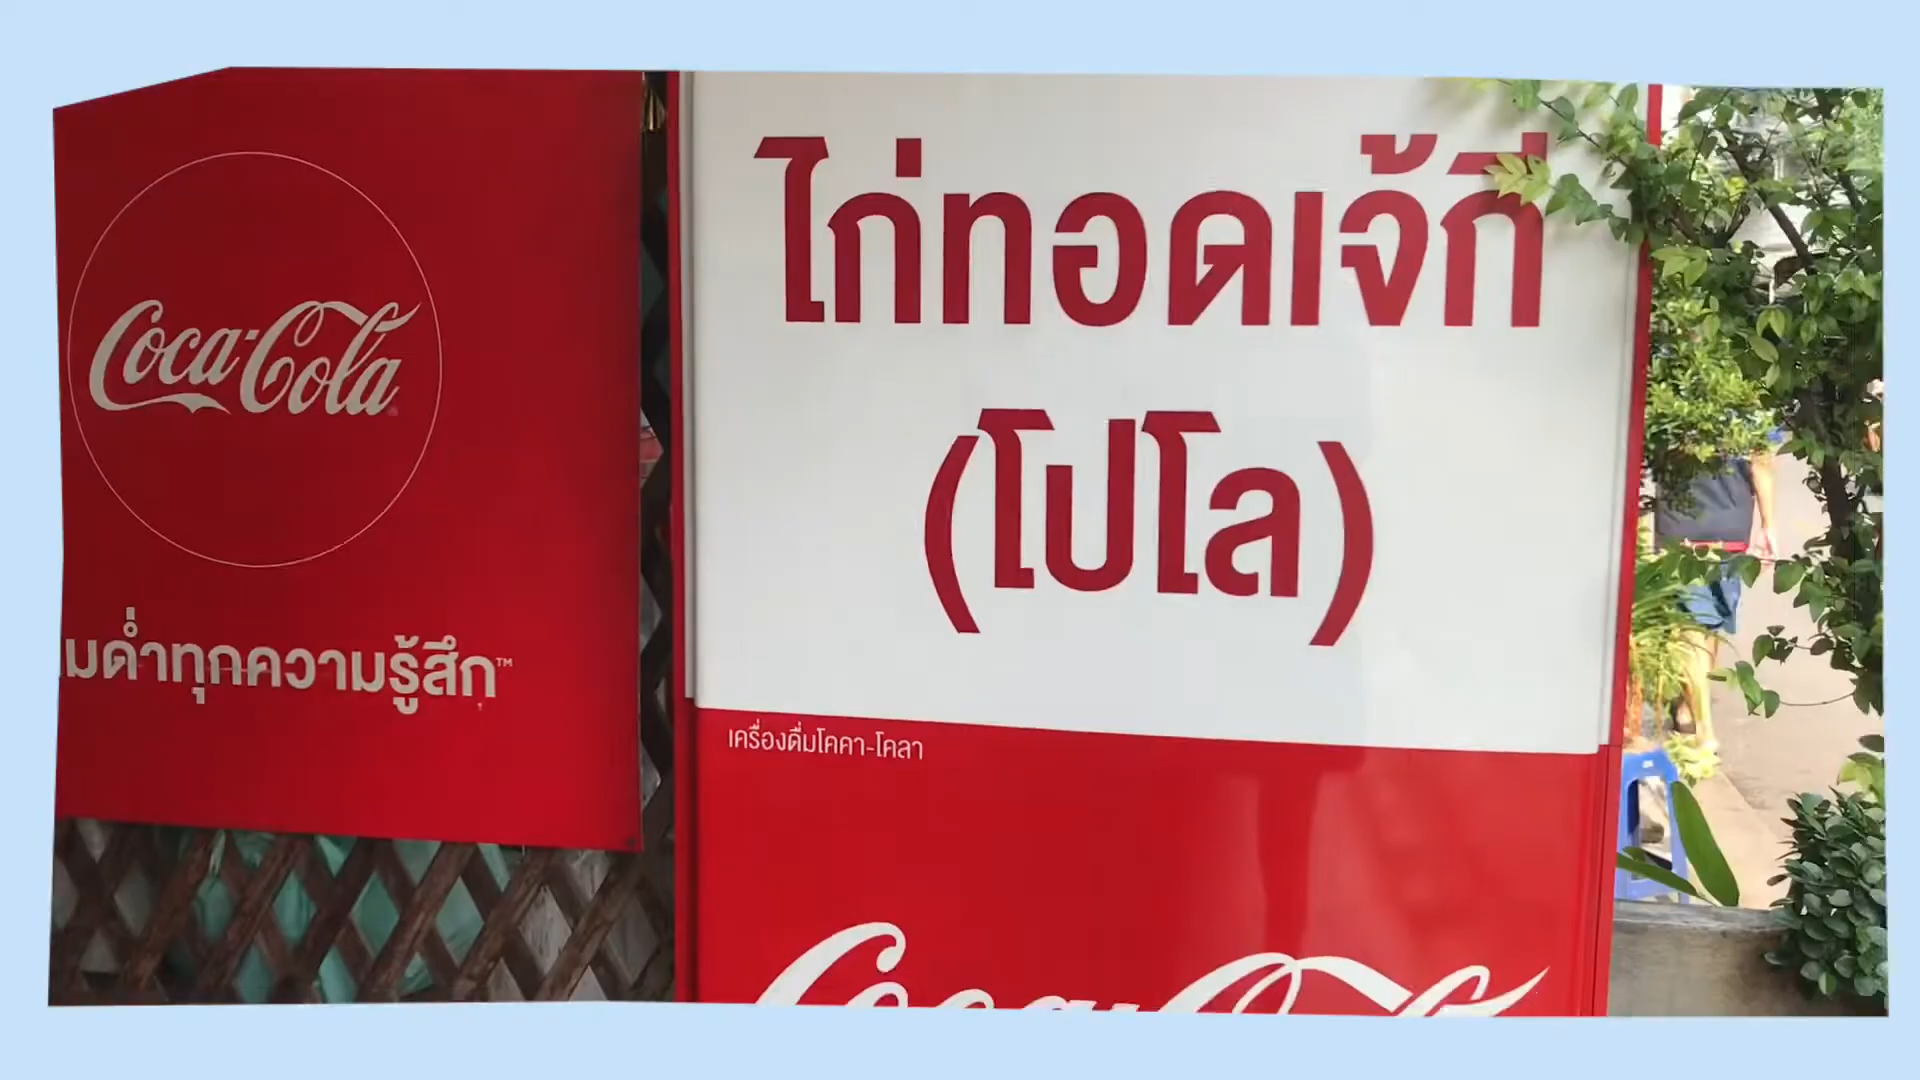 Coca-Cola
มด่ำทุกความรู้สึก™
ไก่ทอดเจ๊กี
(โปโล)
เครื่องดื่มโคคา-โคลา
Coca-Cola